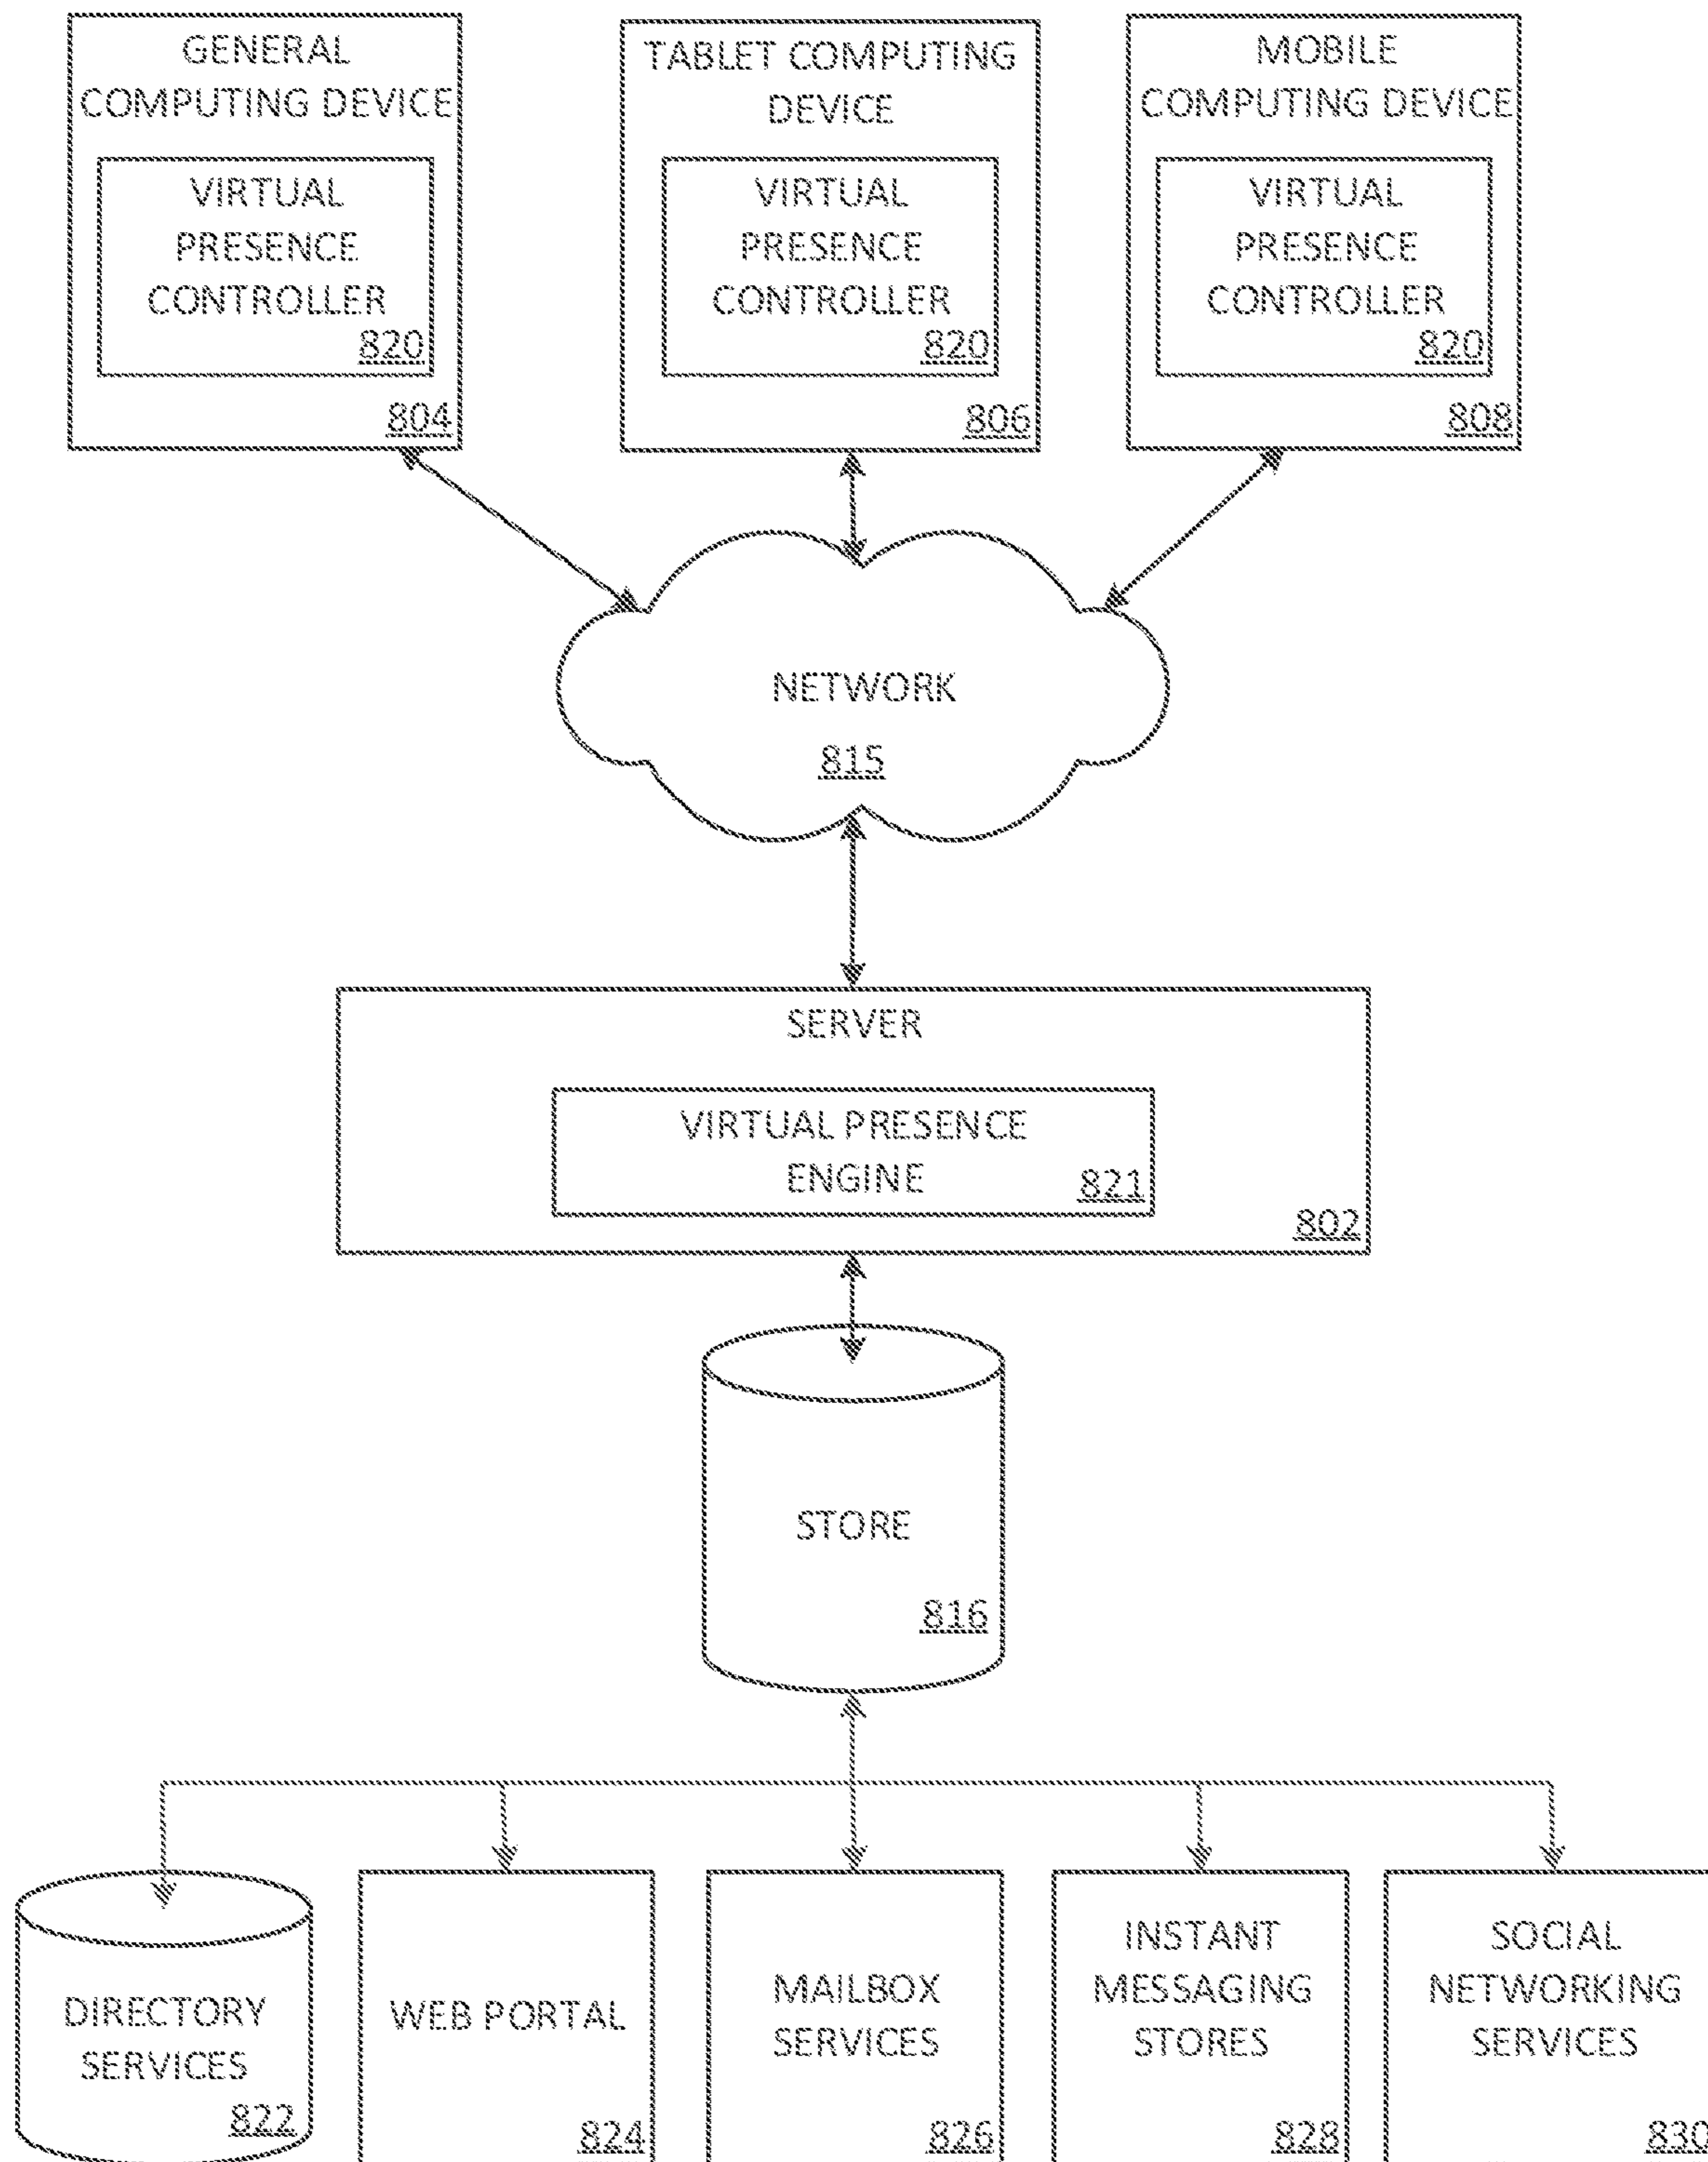 GENERAL
COMPUTING DEVICE
VIRTUAL
PRESENCE
CONTROLLER
820
804
TABLET COMPUTING
DEVICE
VIRTUAL
PRESENCE
CONTROLLER
820
806
MOBILE
COMPUTING DEVICE
VIRTUAL
PRESENCE
CONTROLLER
820
808
NETWORK
815
SERVER
VIRTUAL PRESENCE
ENGINE
821
802
STORE
816
DIRECTORY
SERVICES
822
WEB PORTAL
824
MAILBOX
SERVICES
826
INSTANT
MESSAGING
STORES
828
SOCIAL
NETWORKING
SERVICES
830